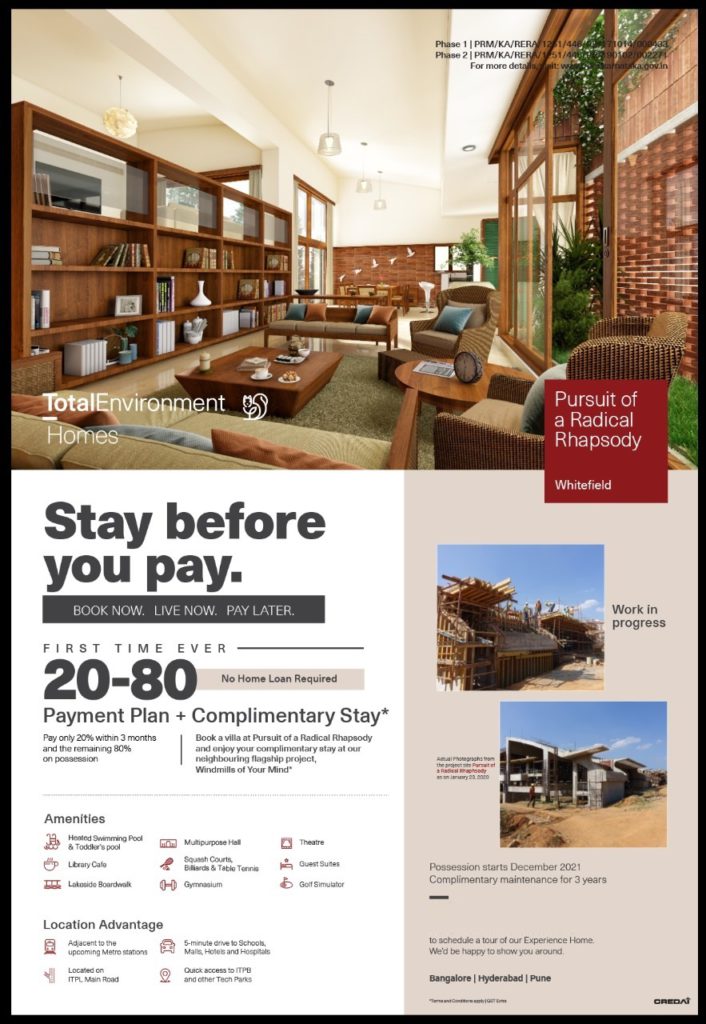 Phase 1 | PRM/KA/RERA/1251/446/
Phase 2 | PRM/KA/RERA/1251/446/
For more details, visit:
TotalEnvironment
Homes
Pursuit of
a Radical
Rhapsody
Whitefield
Stay before
you pay.
BOOK NOW. LIVE NOW. PAY LATER.
FIRST TIME EVER
20-80
No Home Loan Required
Payment Plan + Complimentary Stay*
Pay only 20% within 3 months
and the remaining 80%
on possession
Book a villa at Pursuit of a Radical Rhapsody
and enjoy your complimentary stay at our
neighbouring flagship project,
Windmills of Your Mind*
Work in
progress
Actual Photographs from
the project site Pursuit of
a Radical Rhapsody
as on January 23, 2020
Amenities
Heated Swimming Pool
& Toddler's pool
Multipurpose Hall
Theatre
Library Cafe
Squash Courts,
Billiards & Table Tennis
Guest Suites
Lakeside Boardwalk
Gymnasium
Golf Simulator
Location Advantage
Adjacent to the
upcoming Metro stations
5-minute drive to Schools,
Malls, Hotels and Hospitals
Located on
ITPL Main Road
Quick access to ITPB
and other Tech Parks
Possession starts December 2021
Complimentary maintenance for 3 years
to schedule a tour of our Experience Home.
We'd be happy to show you around.
Bangalore | Hyderabad | Pune
*Terms and Conditions apply | GST Extra
CREDAI